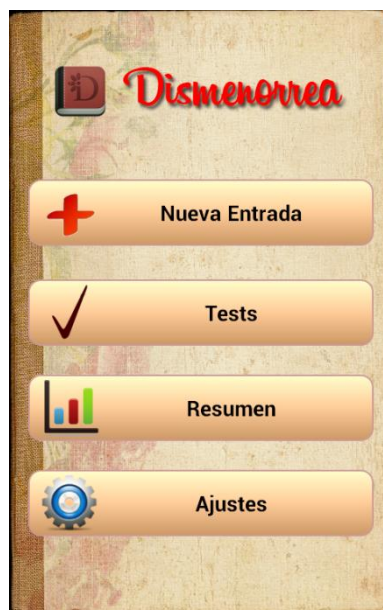 D
Dismenorrea
Nueva Entrada
Tests
Resumen
Ajustes